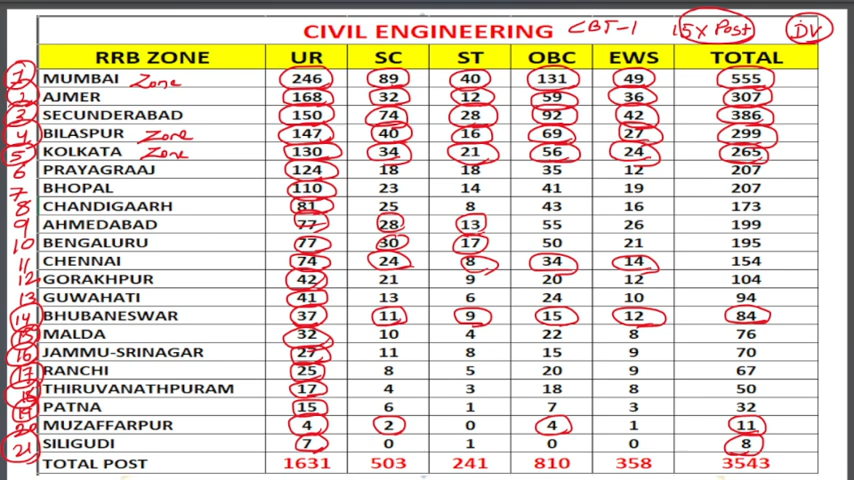 CIVIL ENGINEERING CBT-1 15x Post DV
RRB ZONE UR SC ST OBC EWS TOTAL
1 MUMBAI Zone 246 89 40 131 49 555
2 AJMER 168 32 12 59 36 307
3 SECUNDERABAD 150 74 28 92 42 386
4 BILASPUR Zone 147 40 16 69 27 299
5 KOLKATA Zone 130 34 21 56 24 265
6 PRAYAGRAJ 124 18 18 35 12 207
7 BHOPAL 110 23 14 41 19 207
8 CHANDIGAARH 81 25 8 43 16 173
9 AHMEDABAD 77 28 13 55 26 199
10 BENGALURU 77 30 17 50 21 195
11 CHENNAI 74 24 8 34 14 154
12 GORAKHPUR 42 21 9 20 12 104
13 GUWAHATI 41 13 6 24 10 94
14 BHUBANESWAR 37 11 9 15 12 84
15 MALDA 32 10 4 22 8 76
16 JAMMU-SRINAGAR 27 11 8 15 9 70
17 RANCHI 25 8 5 20 9 67
18 THIRUVANATHPURAM 17 4 3 18 8 50
19 PATNA 15 6 1 7 3 32
20 MUZAFFARPUR 4 2 0 4 1 11
21 SILIGUDI 7 0 1 0 0 8
TOTAL POST 1631 503 241 810 358 3543